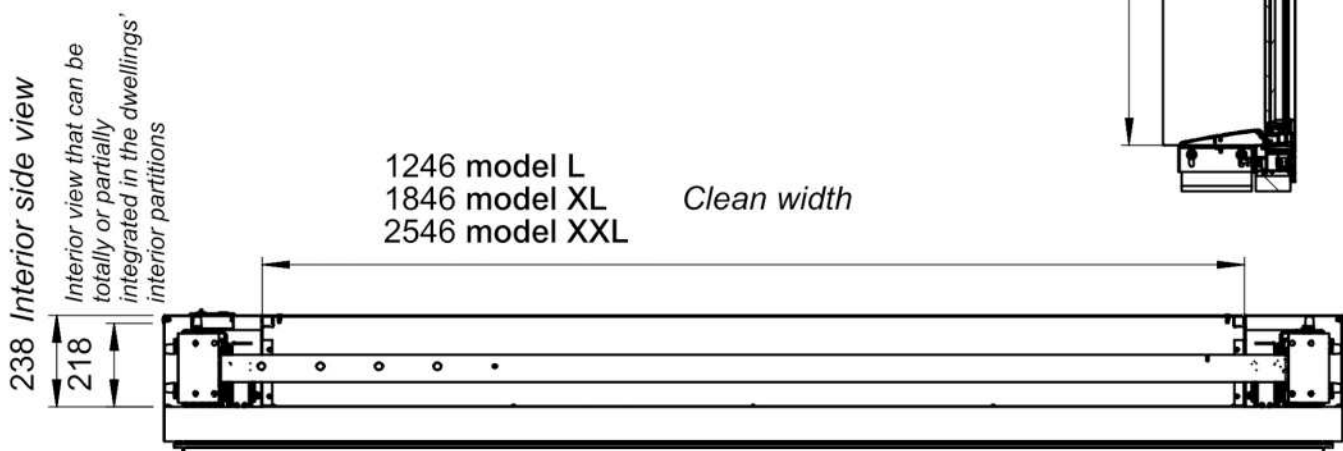 238 Interior side view
218
Interior view that can be
totally or partially
integrated in the dwellings'
interior partitions
1246 model L
1846 model XL
2546 model XXL
Clean width